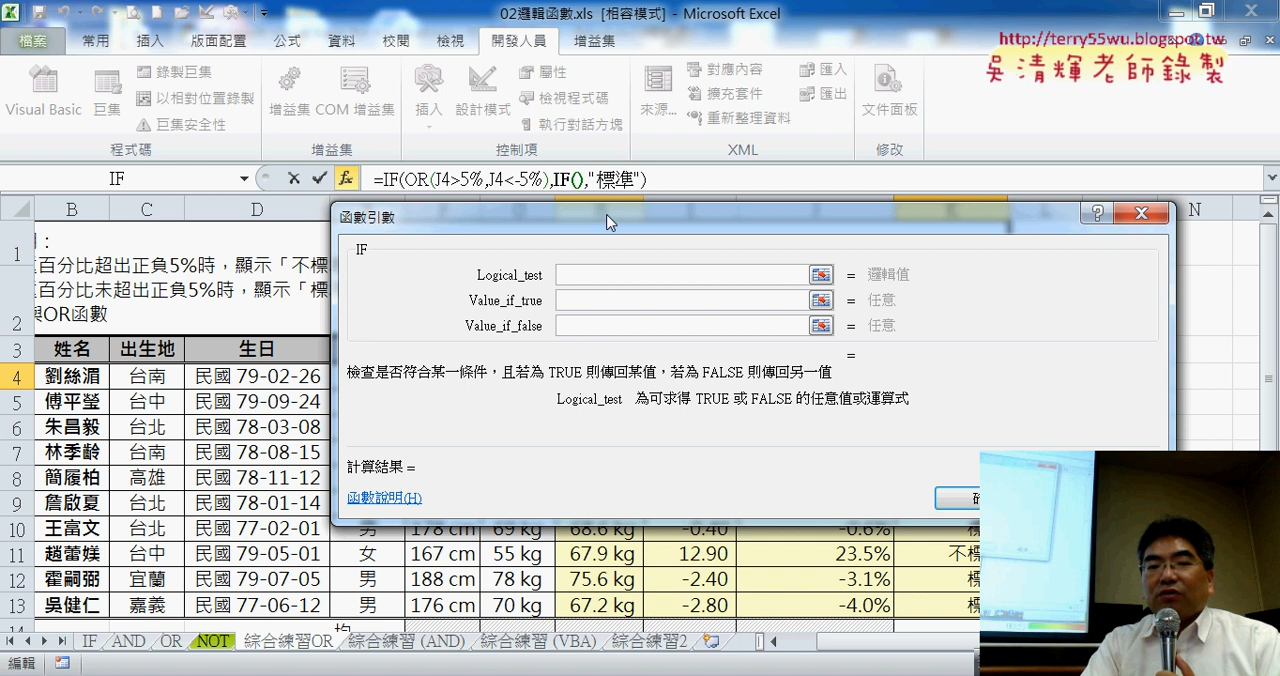 02邏輯函數.xls [相容模式] - Microsoft Excel
http://terry55wu.blogspot.tw
吳清輝老師錄製
檔案 常用 插入 版面配置 公式 資料 校閱 檢視 開發人員 增益集
Visual Basic 巨集 錄製巨集 以相對位置錄製 巨集安全性 程式碼
增益集 COM 增益集 增益集
插入 設計模式 屬性 檢視程式碼 執行對話方塊 控制項
來源... 對應內容 擴充套件 重新整理資料 匯入 匯出 XML
文件面板 修改
IF =IF(OR(J4>5%,J4<-5%),IF(),"標準")
B C D N
函數引數
1
百分比超出正負5%時，顯示「不標
百分比未超出正負5%時，顯示「標
2 OR函數
IF
Logical_test = 邏輯值
Value_if_true = 任意
Value_if_false = 任意
=
檢查是否符合某一條件，且若為 TRUE 則傳回某值，若為 FALSE 則傳回另一值
Logical_test 為可求得 TRUE 或 FALSE 的任意值或運算式
計算結果 =
函數說明(H)
3 姓名 出生地 生日
4 劉絲湄 台南 民國 79-02-26
5 傅平瑩 台中 民國 79-09-24
6 朱昌毅 台北 民國 78-03-08
7 林季齡 台南 民國 78-08-15
8 簡履柏 高雄 民國 78-11-12
9 詹啟夏 台北 民國 78-01-14
10 王富文 台北 民國 77-02-01 男 178 cm 69 kg 68.6 kg -0.40 -0.6%
11 趙蕾媄 台中 民國 79-05-01 女 167 cm 55 kg 67.9 kg 12.90 23.5% 不標
12 霍嗣弼 宜蘭 民國 79-07-05 男 188 cm 78 kg 75.6 kg -2.40 -3.1%
13 吳健仁 嘉義 民國 77-06-12 男 176 cm 70 kg 67.2 kg -2.80 -4.0%
IF AND OR NOT 綜合練習OR 綜合練習 (AND) 綜合練習 (VBA) 綜合練習2
編輯